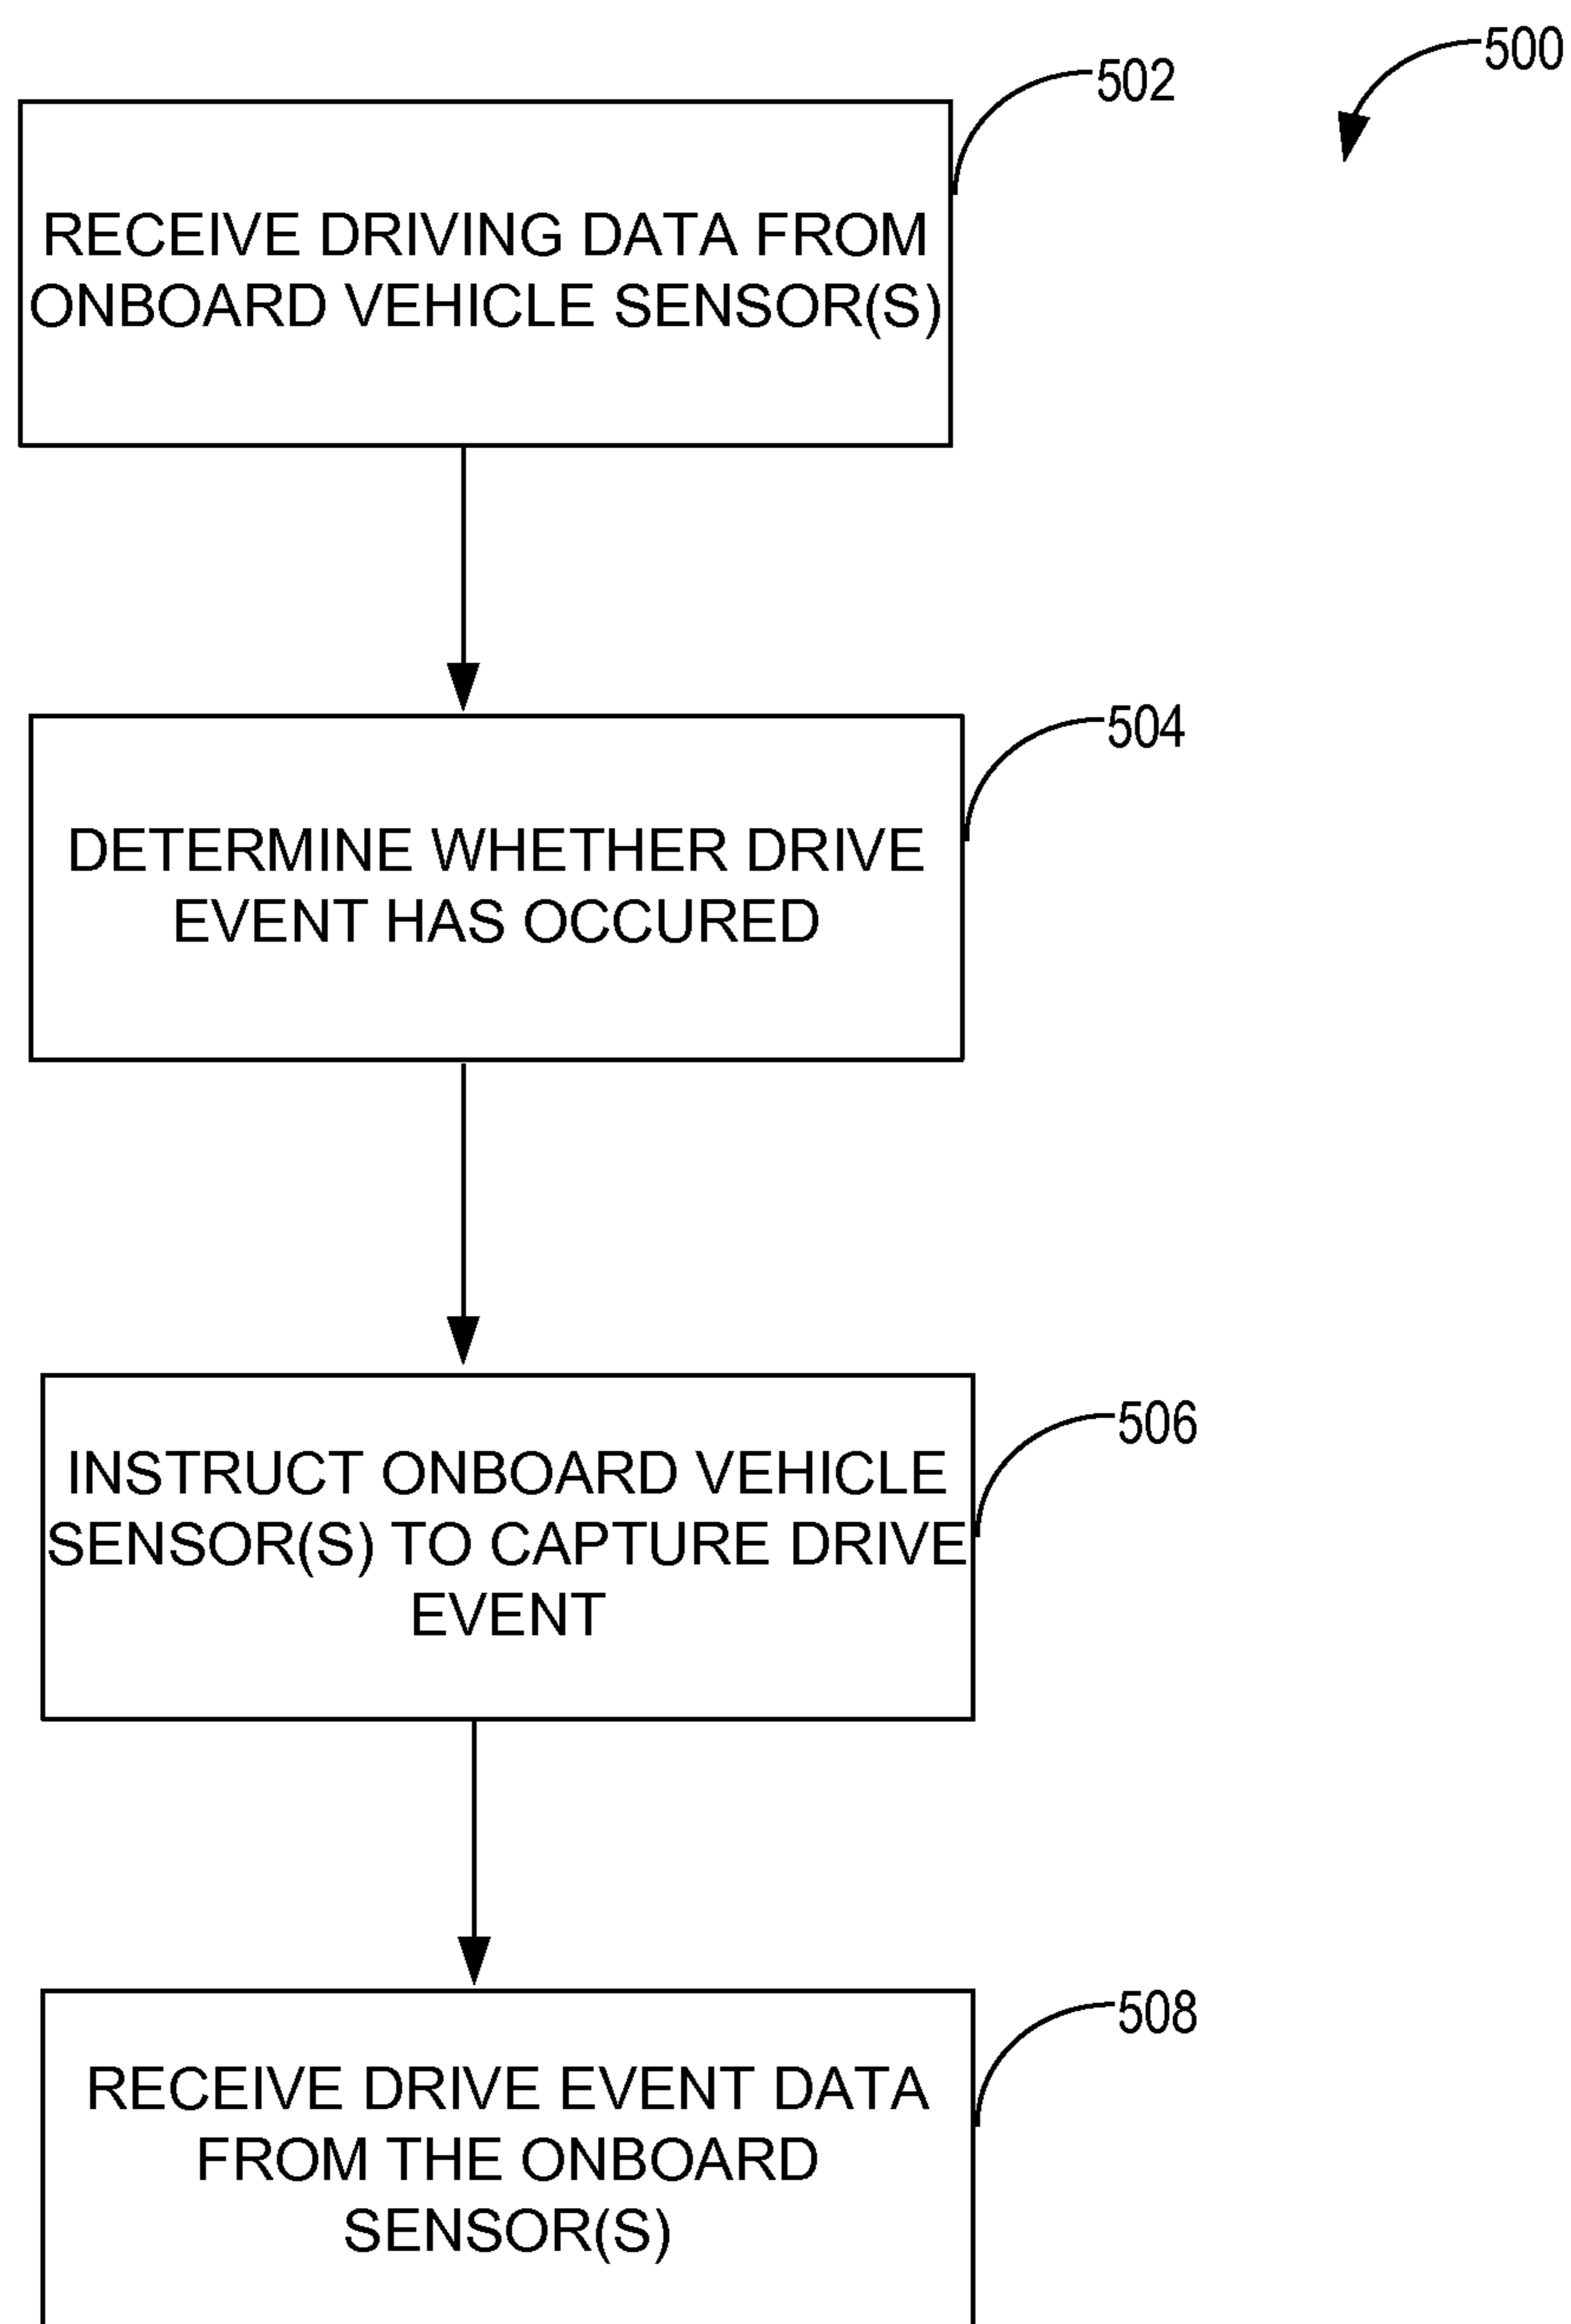 500
502
RECEIVE DRIVING DATA FROM
ONBOARD VEHICLE SENSOR(S)
504
DETERMINE WHETHER DRIVE
EVENT HAS OCCURED
506
INSTRUCT ONBOARD VEHICLE
SENSOR(S) TO CAPTURE DRIVE
EVENT
508
RECEIVE DRIVE EVENT DATA
FROM THE ONBOARD
SENSOR(S)